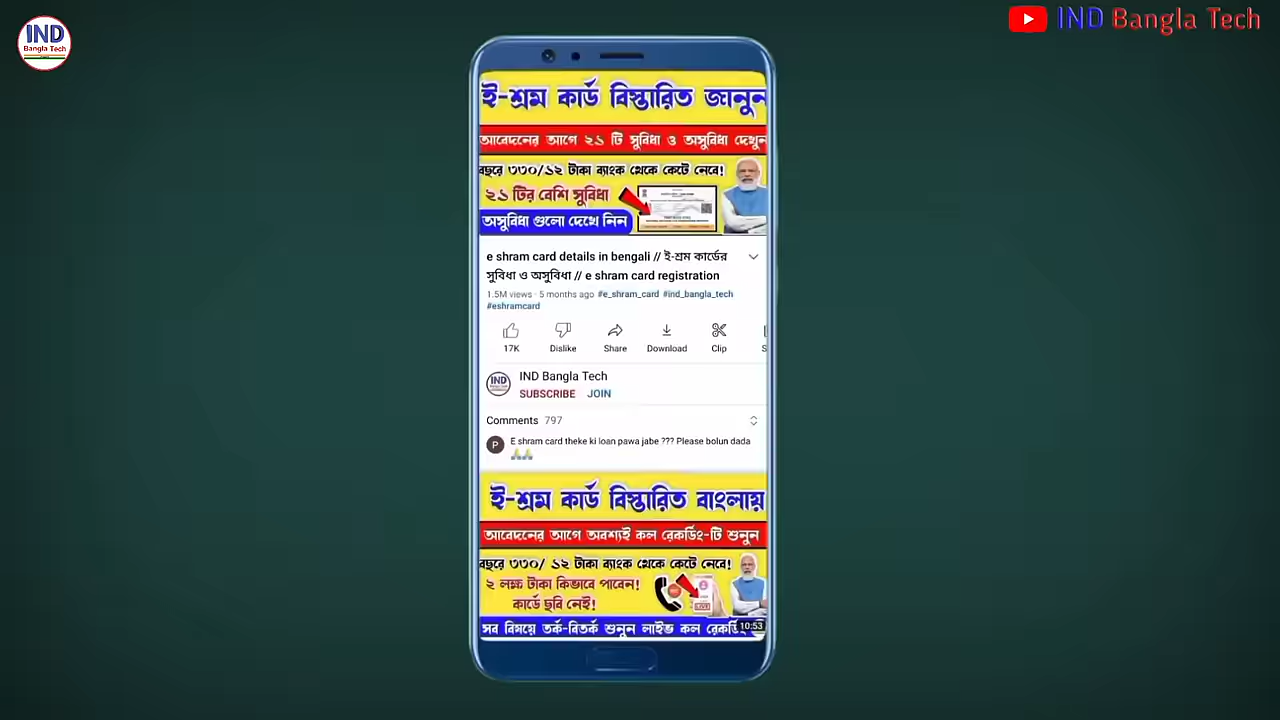 IND
Bangla Tech
IND Bangla Tech
ই-শ্রম কার্ড বিস্তারিত জানুন
আবেদনের আগে ২১ টি সুবিধা ও অসুবিধা দেখুন
বছরে ৩৩০/১২ টাকা ব্যাংক থেকে কেটে নেবে!
২১ টির বেশি সুবিধা
অসুবিধা গুলো দেখে নিন
e shram card details in bengali // ই-শ্রম কার্ডের
সুবিধা ও অসুবিধা // e shram card registration
1.5M views · 5 months ago #e_shram_card #ind_bangla_tech
#eshramcard
17K Dislike Share Download Clip S
IND
IND Bangla Tech
SUBSCRIBE JOIN
Comments 797
P
E shram card theke ki loan pawa jabe ??? Please bolun dada
🙏🙏
ই-শ্রম কার্ড বিস্তারিত বাংলায়
আবেদনের আগে অবশ্যই কল রেকর্ডিং-টি শুনুন
বছরে ৩৩০/ ১২ টাকা ব্যাংক থেকে কেটে নেবে!
২ লক্ষ টাকা কিভাবে পাবেন!
কার্ডে ছবি নেই!
LIVE
সব বিষয়ে তর্ক-বিতর্ক শুনুন লাইভ কল
10:53